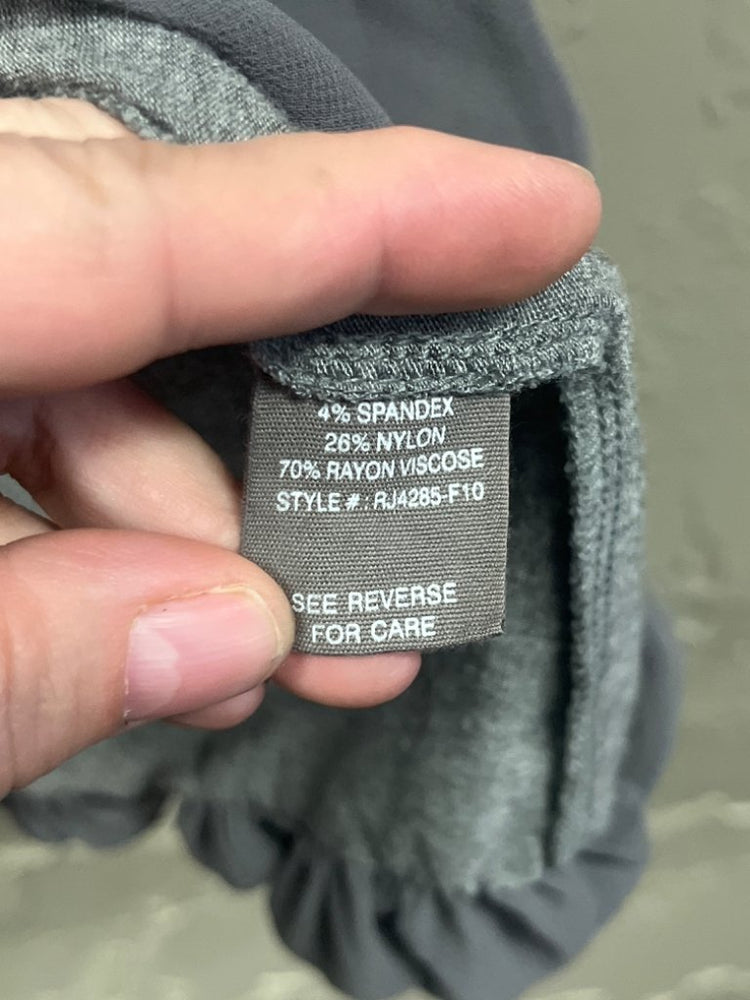 4% SPANDEX
26% NYLON
70% RAYON VISCOSE
STYLE # : RJ4285-F10
SEE REVERSE
FOR CARE